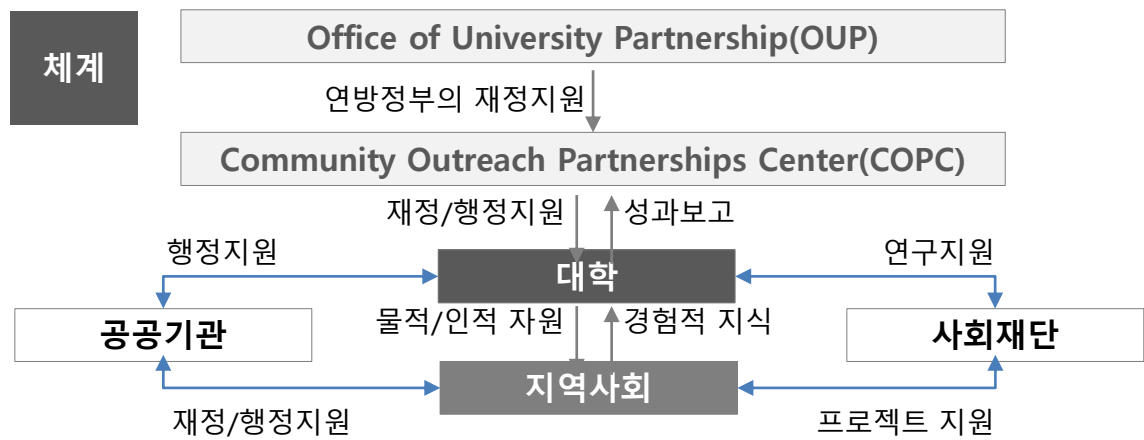 체계
Office of University Partnership(OUP)
연방정부의 재정지원
Community Outreach Partnerships Center(COPC)
재정/행정지원 성과보고
행정지원 연구지원
대학
물적/인적 자원 경험적 지식
공공기관 사회재단
지역사회
재정/행정지원 프로젝트 지원